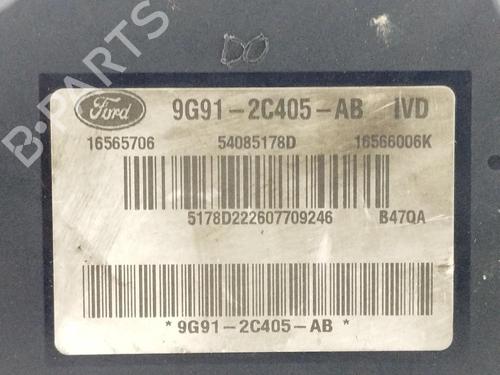 DO
B-PARTS
Ford 9G91-2C405-AB IVD
16565706 54085178D 16566006K
5178D222607709246 B47QA
* 9G91-2C405-AB *